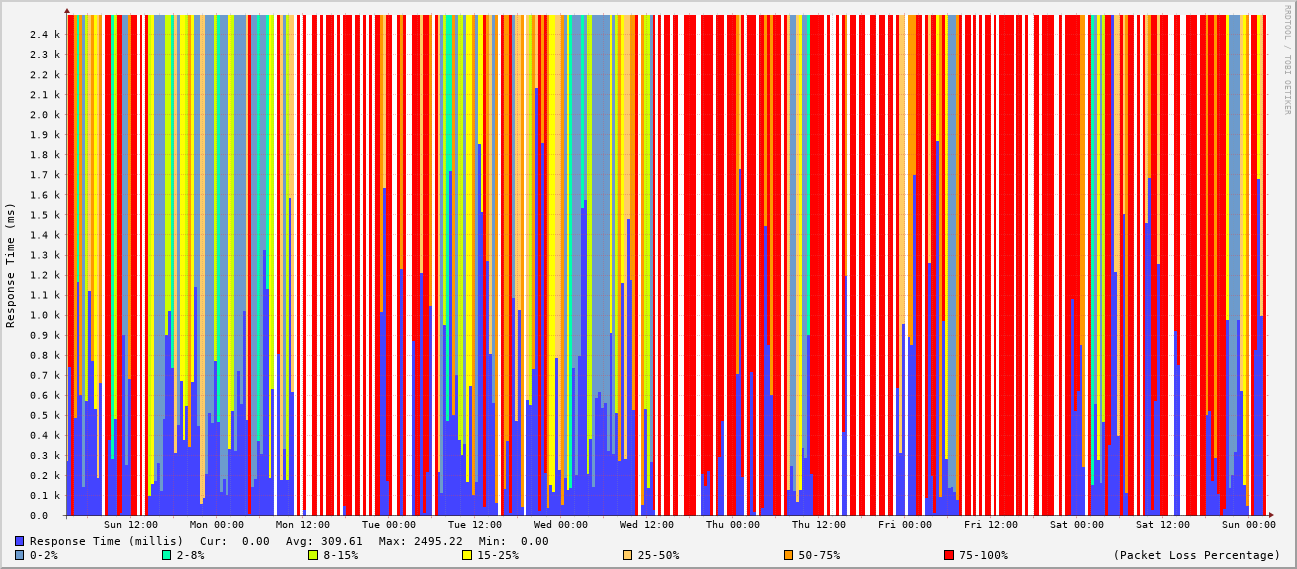 RRDTOOL / TOBI OETIKER
Response Time (ms)
2.4 k
2.3 k
2.2 k
2.1 k
2.0 k
1.9 k
1.8 k
1.7 k
1.6 k
1.5 k
1.4 k
1.3 k
1.2 k
1.1 k
1.0 k
0.9 k
0.8 k
0.7 k
0.6 k
0.5 k
0.4 k
0.3 k
0.2 k
0.1 k
0.0
Sun 12:00 Mon 00:00 Mon 12:00 Tue 00:00 Tue 12:00 Wed 00:00 Wed 12:00 Thu 00:00 Thu 12:00 Fri 00:00 Fri 12:00 Sat 00:00 Sat 12:00 Sun 00:00
Response Time (millis) Cur: 0.00 Avg: 309.61 Max: 2495.22 Min: 0.00
0-2% 2-8% 8-15% 15-25% 25-50% 50-75% 75-100% (Packet Loss Percentage)